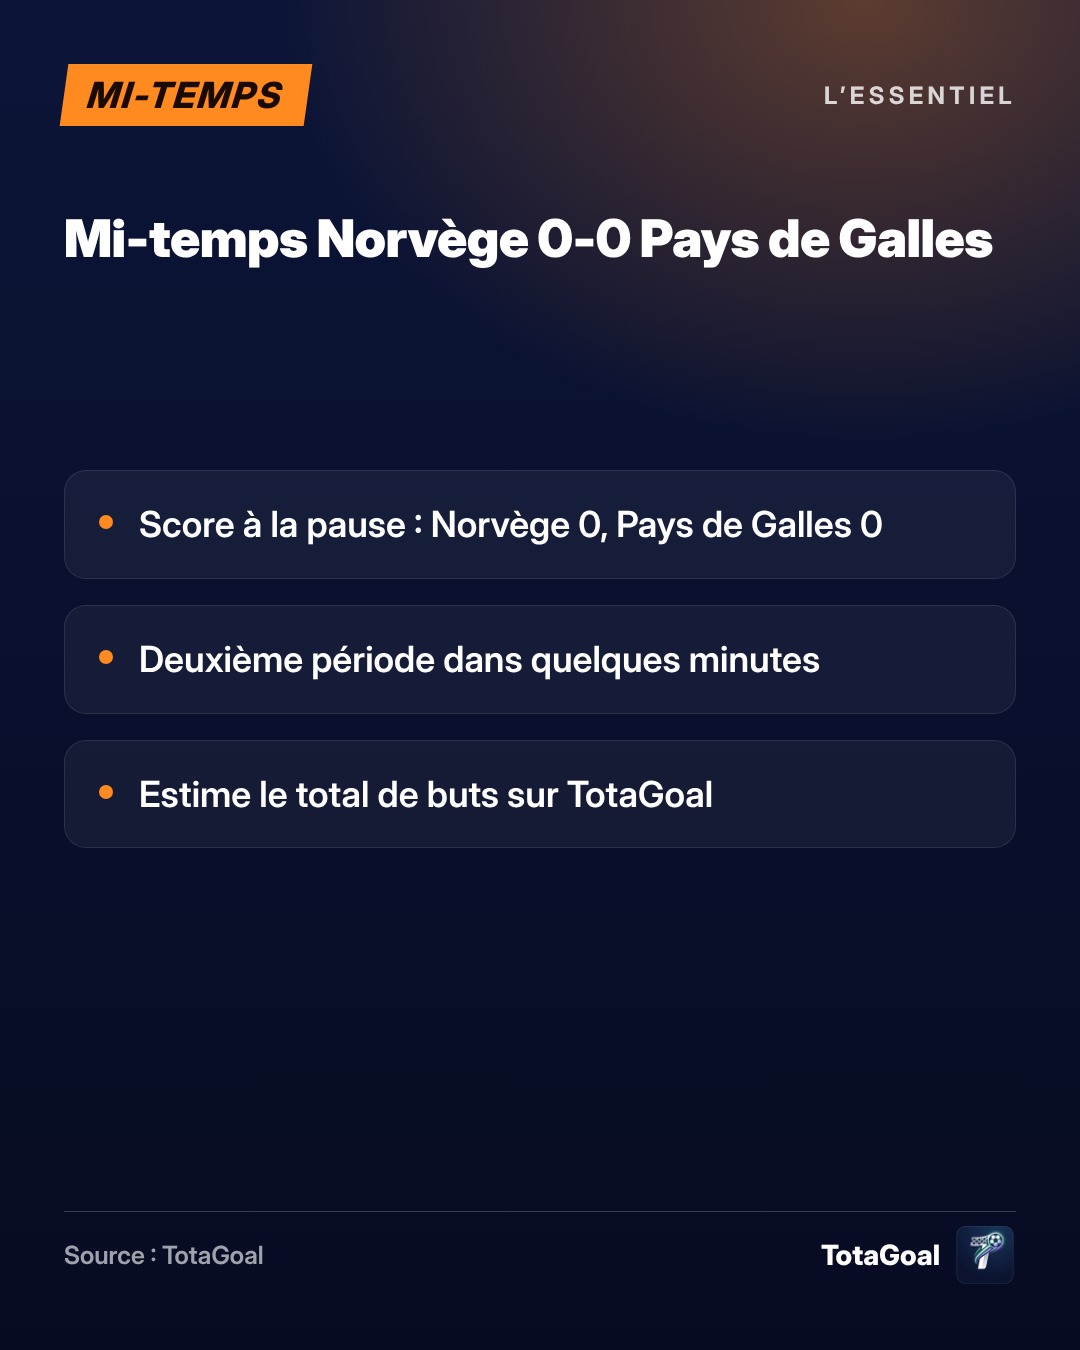 MI-TEMPS
L'ESSENTIEL
Mi-temps Norvège 0-0 Pays de Galles
Score à la pause : Norvège 0, Pays de Galles 0
Deuxième période dans quelques minutes
Estime le total de buts sur TotaGoal
Source : TotaGoal
TotaGoal